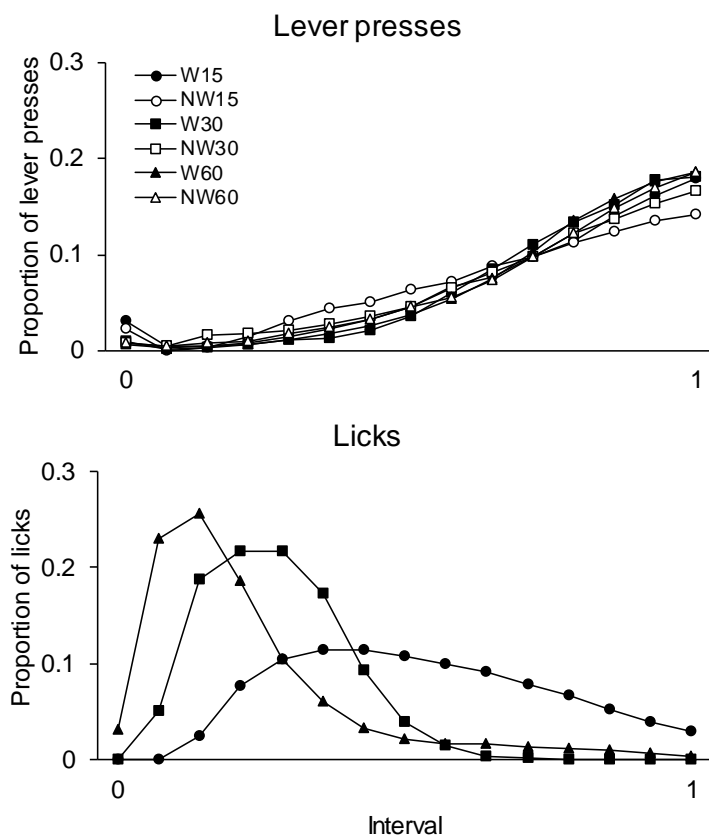 Lever presses
Proportion of lever presses
0.3
0.2
0.1
0
W15
NW15
W30
NW30
W60
NW60
0 1
Licks
Proportion of licks
0.3
0.2
0.1
0
0 1
Interval